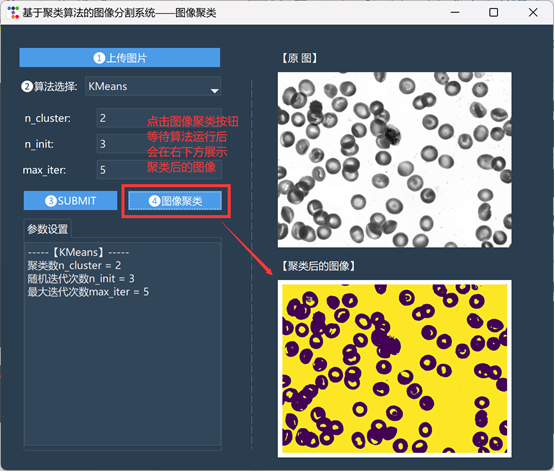 基于聚类算法的图像分割系统——图像聚类
❶上传图片
❷算法选择:
KMeans
n_cluster:
2
n_init:
3
max_iter:
5
点击图像聚类按钮
等待算法运行后
会在右下方展示
聚类后的图像
❸SUBMIT
❹图像聚类
参数设置
-----【KMeans】-----
聚类数n_cluster = 2
随机迭代次数n_init = 3
最大迭代次数max_iter = 5
【原 图】
【聚类后的图像】